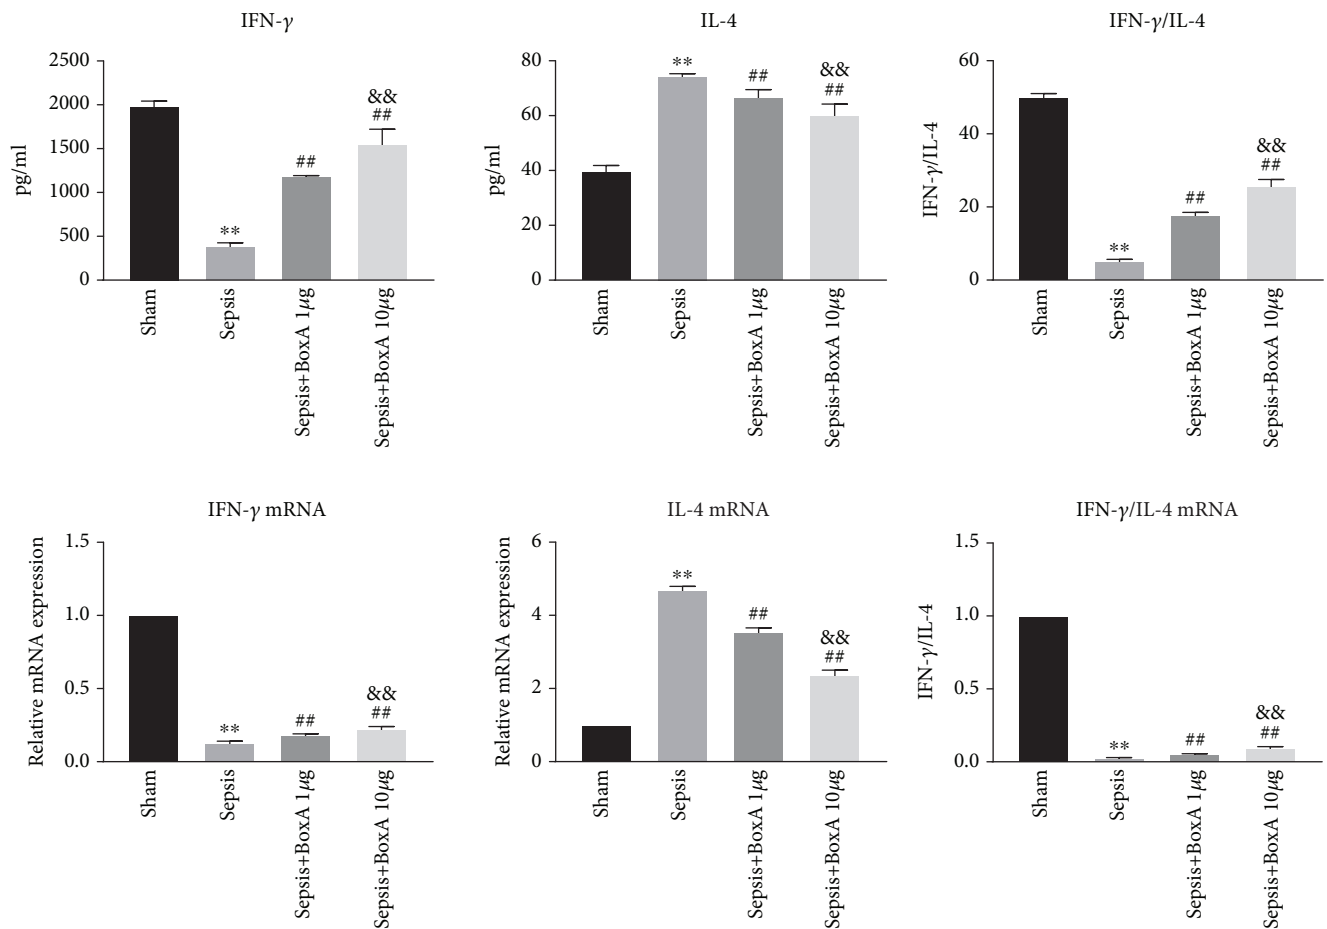 IFN-γ
pg/ml
2500
2000
1500
1000
500
0
**
##
&&
##
Sham
Sepsis
Sepsis+BoxA 1μg
Sepsis+BoxA 10μg
IL-4
pg/ml
80
60
40
20
0
**
##
&&
##
Sham
Sepsis
Sepsis+BoxA 1μg
Sepsis+BoxA 10μg
IFN-γ/IL-4
IFN-γ/IL-4
60
40
20
0
**
##
&&
##
Sham
Sepsis
Sepsis+BoxA 1μg
Sepsis+BoxA 10μg
IFN-γ mRNA
Relative mRNA expression
1.5
1.0
0.5
0.0
**
##
&&
##
Sham
Sepsis
Sepsis+BoxA 1μg
Sepsis+BoxA 10μg
IL-4 mRNA
Relative mRNA expression
6
4
2
0
**
##
&&
##
Sham
Sepsis
Sepsis+BoxA 1μg
Sepsis+BoxA 10μg
IFN-γ/IL-4 mRNA
IFN-γ/IL-4
1.5
1.0
0.5
0.0
**
##
&&
##
Sham
Sepsis
Sepsis+BoxA 1μg
Sepsis+BoxA 10μg